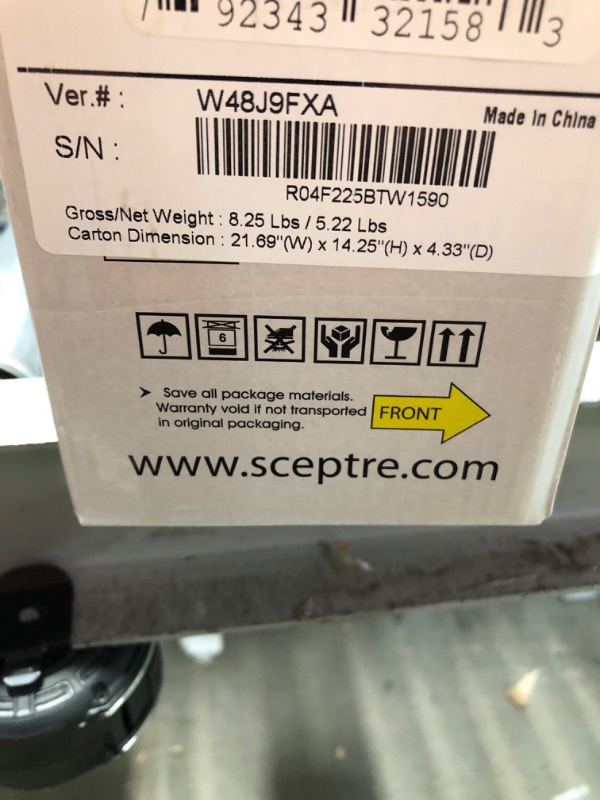 92343 32158 3
Ver.# : W48J9FXA Made In China
S/N :
R04F225BTW1590
Gross/Net Weight : 8.25 Lbs / 5.22 Lbs
Carton Dimension : 21.69"(W) x 14.25"(H) x 4.33"(D)
6
➤ Save all package materials.
Warranty void if not transported
in original packaging.
FRONT
www.sceptre.com